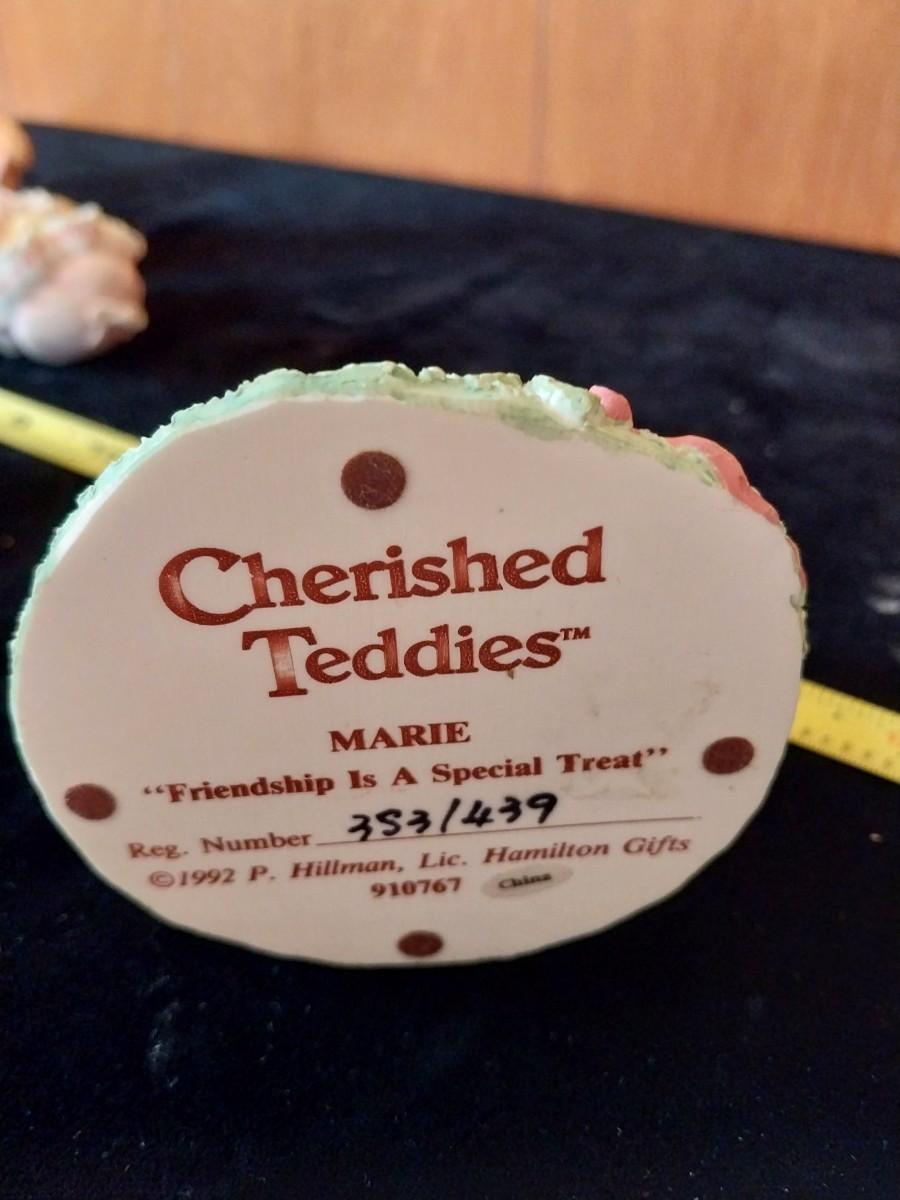 Cherished
Teddies™
MARIE
“Friendship Is A Special Treat”
Reg. Number 353/439
©1992 P. Hillman, Lic. Hamilton Gifts
910767 China